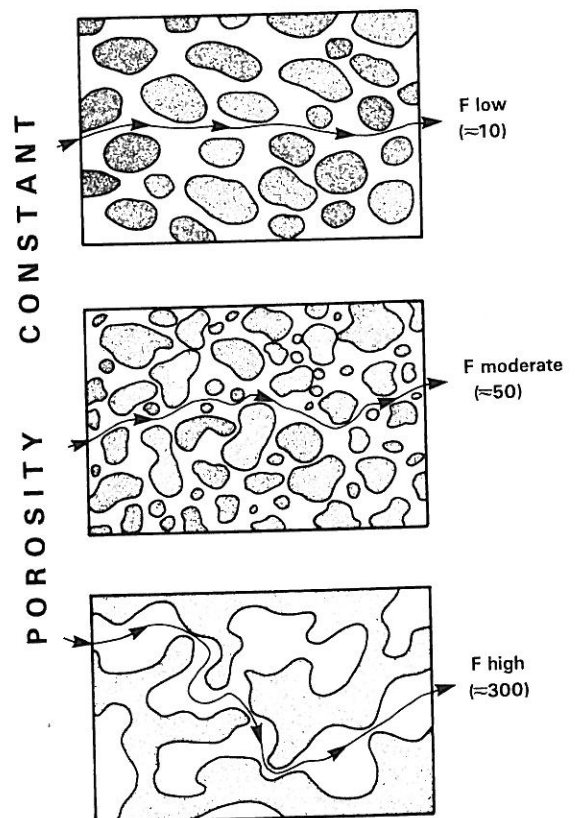 POROSITY CONSTANT
F low
(≈10)
F moderate
(≈50)
F high
(≈300)